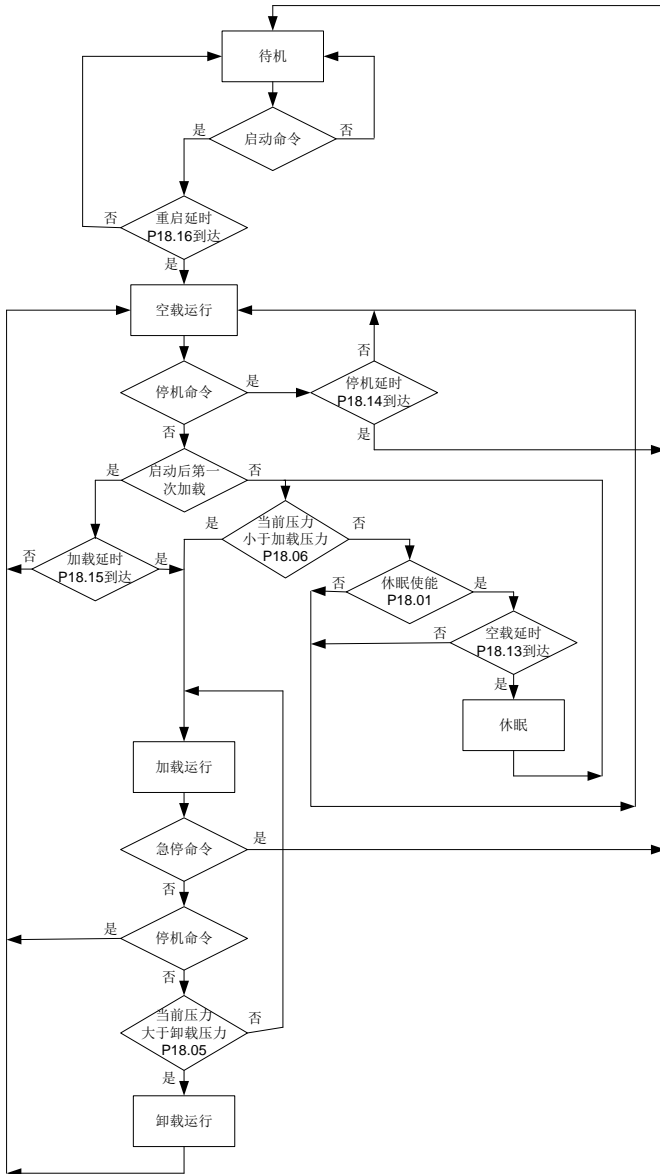 待机
启动命令
是
否
重启延时
P18.16到达
否
是
空载运行
停机命令
是
否
停机延时
P18.14到达
否
是
启动后第一
次加载
是
否
加载延时
P18.15到达
否
是
当前压力
小于加载压力
P18.06
是
否
休眠使能
P18.01
否
是
空载延时
P18.13到达
否
是
休眠
加载运行
急停命令
是
否
停机命令
是
否
当前压力
大于卸载压力
P18.05
否
是
卸载运行